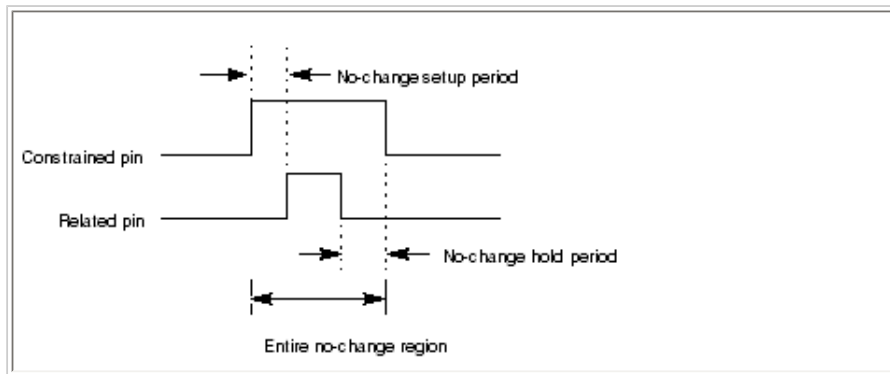 No-change setup period
Constrained pin
Related pin
No-change hold period
Entire no-change region